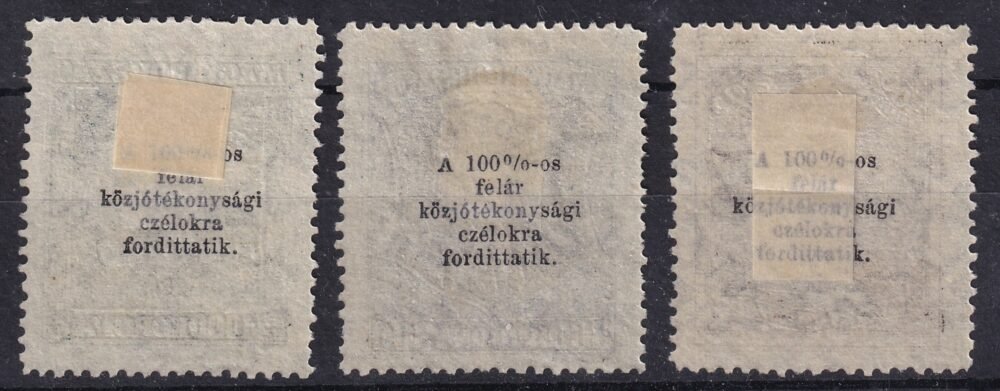 A 100%-os
felár
közjótékonysági
czélokra
fordittatik.
A 100%-os
felár
közjótékonysági
czélokra
fordittatik.
A 100%-os
felár
közjótékonysági
czélokra
fordittatik.